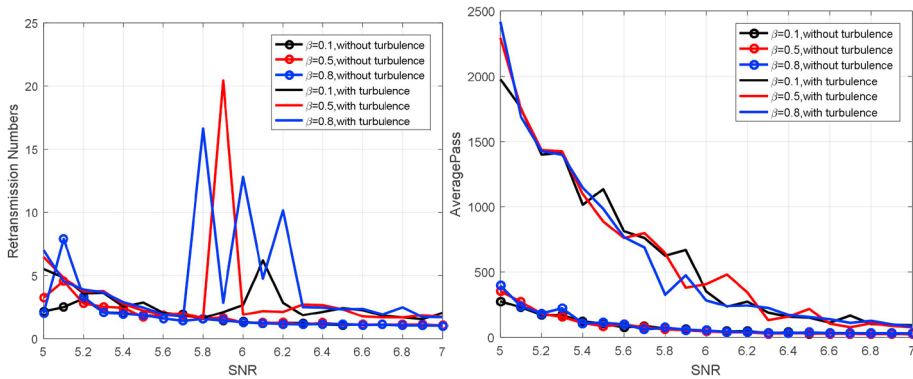 25
20
15
10
5
0
Retransmission Numbers
β=0.1,without turbulence
β=0.5,without turbulence
β=0.8,without turbulence
β=0.1,with turbulence
β=0.5,with turbulence
β=0.8,with turbulence
5 5.2 5.4 5.6 5.8 6 6.2 6.4 6.6 6.8 7
SNR
2500
2000
1500
1000
500
0
AveragePass
β=0.1,without turbulence
β=0.5,without turbulence
β=0.8,without turbulence
β=0.1,with turbulence
β=0.5,with turbulence
β=0.8,with turbulence
5 5.2 5.4 5.6 5.8 6 6.2 6.4 6.6 6.8 7
SNR